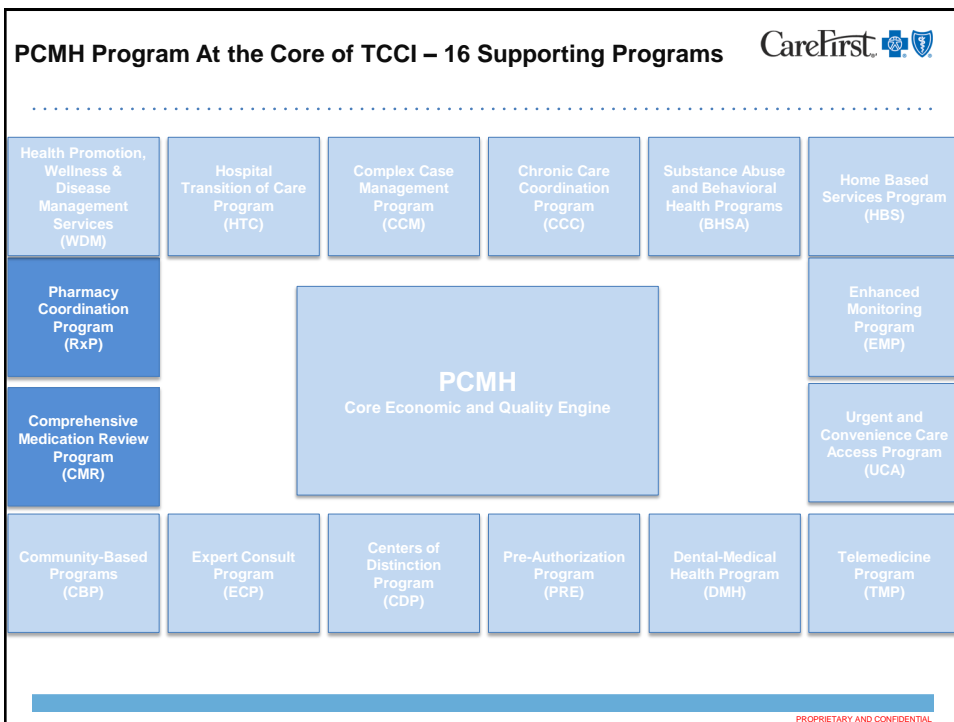 PCMH Program At the Core of TCCI – 16 Supporting Programs
CareFirst
Health Promotion,
Wellness &
Disease
Management
Services
(WDM)
Hospital
Transition of Care
Program
(HTC)
Complex Case
Management
Program
(CCM)
Chronic Care
Coordination
Program
(CCC)
Substance Abuse
and Behavioral
Health Programs
(BHSA)
Home Based
Services Program
(HBS)
Pharmacy
Coordination
Program
(RxP)
Enhanced
Monitoring
Program
(EMP)
PCMH
Core Economic and Quality Engine
Comprehensive
Medication Review
Program
(CMR)
Urgent and
Convenience Care
Access Program
(UCA)
Community-Based
Programs
(CBP)
Expert Consult
Program
(ECP)
Centers of
Distinction
Program
(CDP)
Pre-Authorization
Program
(PRE)
Dental-Medical
Health Program
(DMH)
Telemedicine
Program
(TMP)
PROPRIETARY AND CONFIDENTIAL